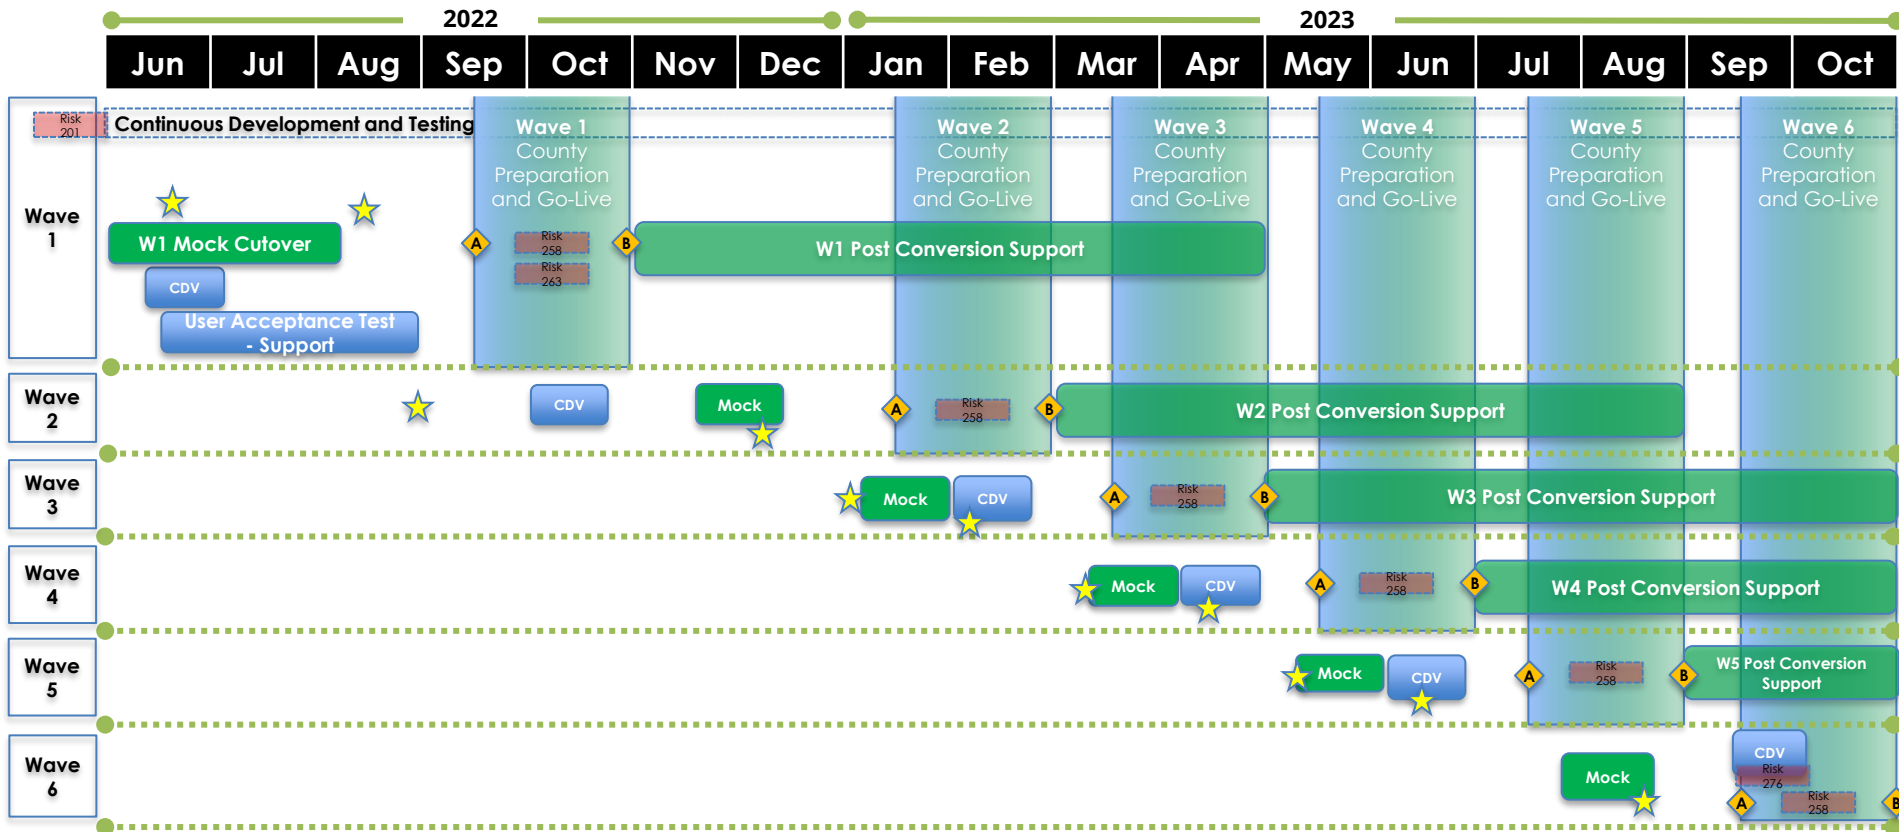 2022
2023
Jun Jul Aug Sep Oct Nov Dec Jan Feb Mar Apr May Jun Jul Aug Sep Oct
Risk
201
Continuous Development and Testing
Wave 1
County
Preparation
and Go-Live
Wave 2
County
Preparation
and Go-Live
Wave 3
County
Preparation
and Go-Live
Wave 4
County
Preparation
and Go-Live
Wave 5
County
Preparation
and Go-Live
Wave 6
County
Preparation
and Go-Live
Wave
1
W1 Mock Cutover
CDV
User Acceptance Test
- Support
A
Risk
258
Risk
263
B
W1 Post Conversion Support
Wave
2
CDV
Mock
A
Risk
258
B
W2 Post Conversion Support
Wave
3
Mock
CDV
A
Risk
258
B
W3 Post Conversion Support
Wave
4
Mock
CDV
A
Risk
258
B
W4 Post Conversion Support
Wave
5
Mock
CDV
A
Risk
258
B
W5 Post Conversion
Support
Wave
6
Mock
CDV
Risk
276
A
Risk
258
B